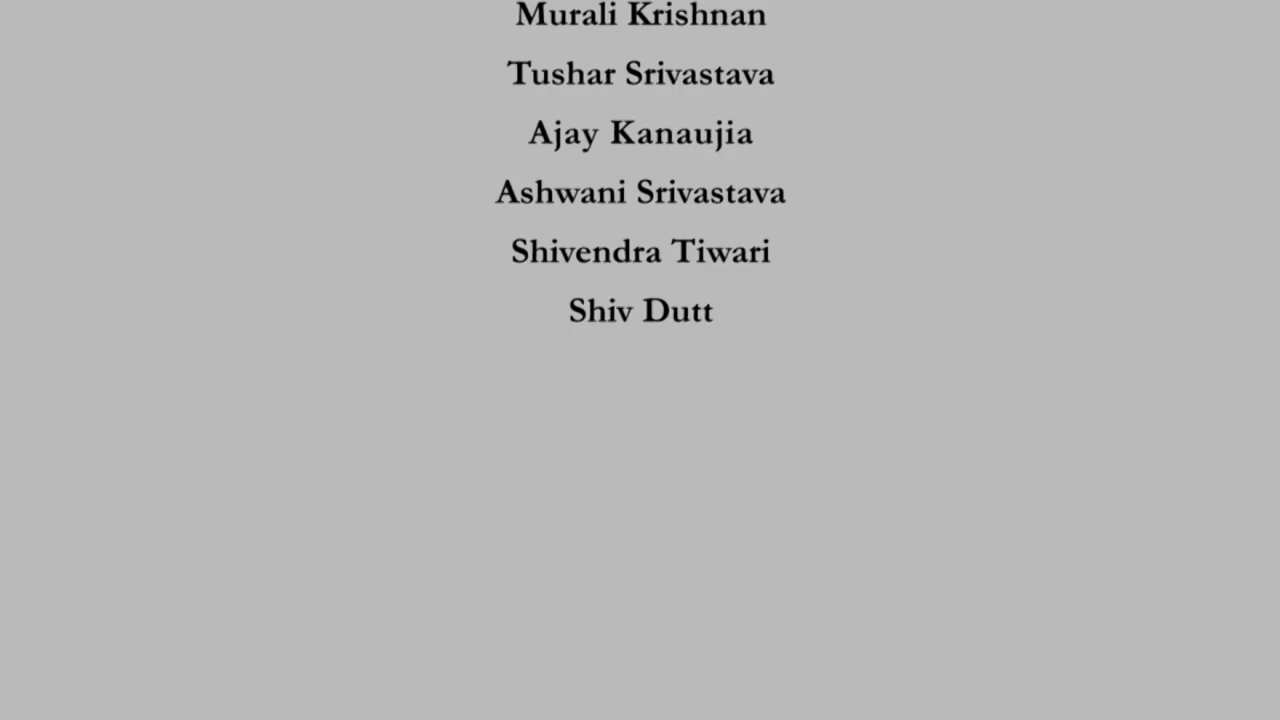 Murali Krishnan
Tushar Srivastava
Ajay Kanaujia
Ashwani Srivastava
Shivendra Tiwari
Shiv Dutt